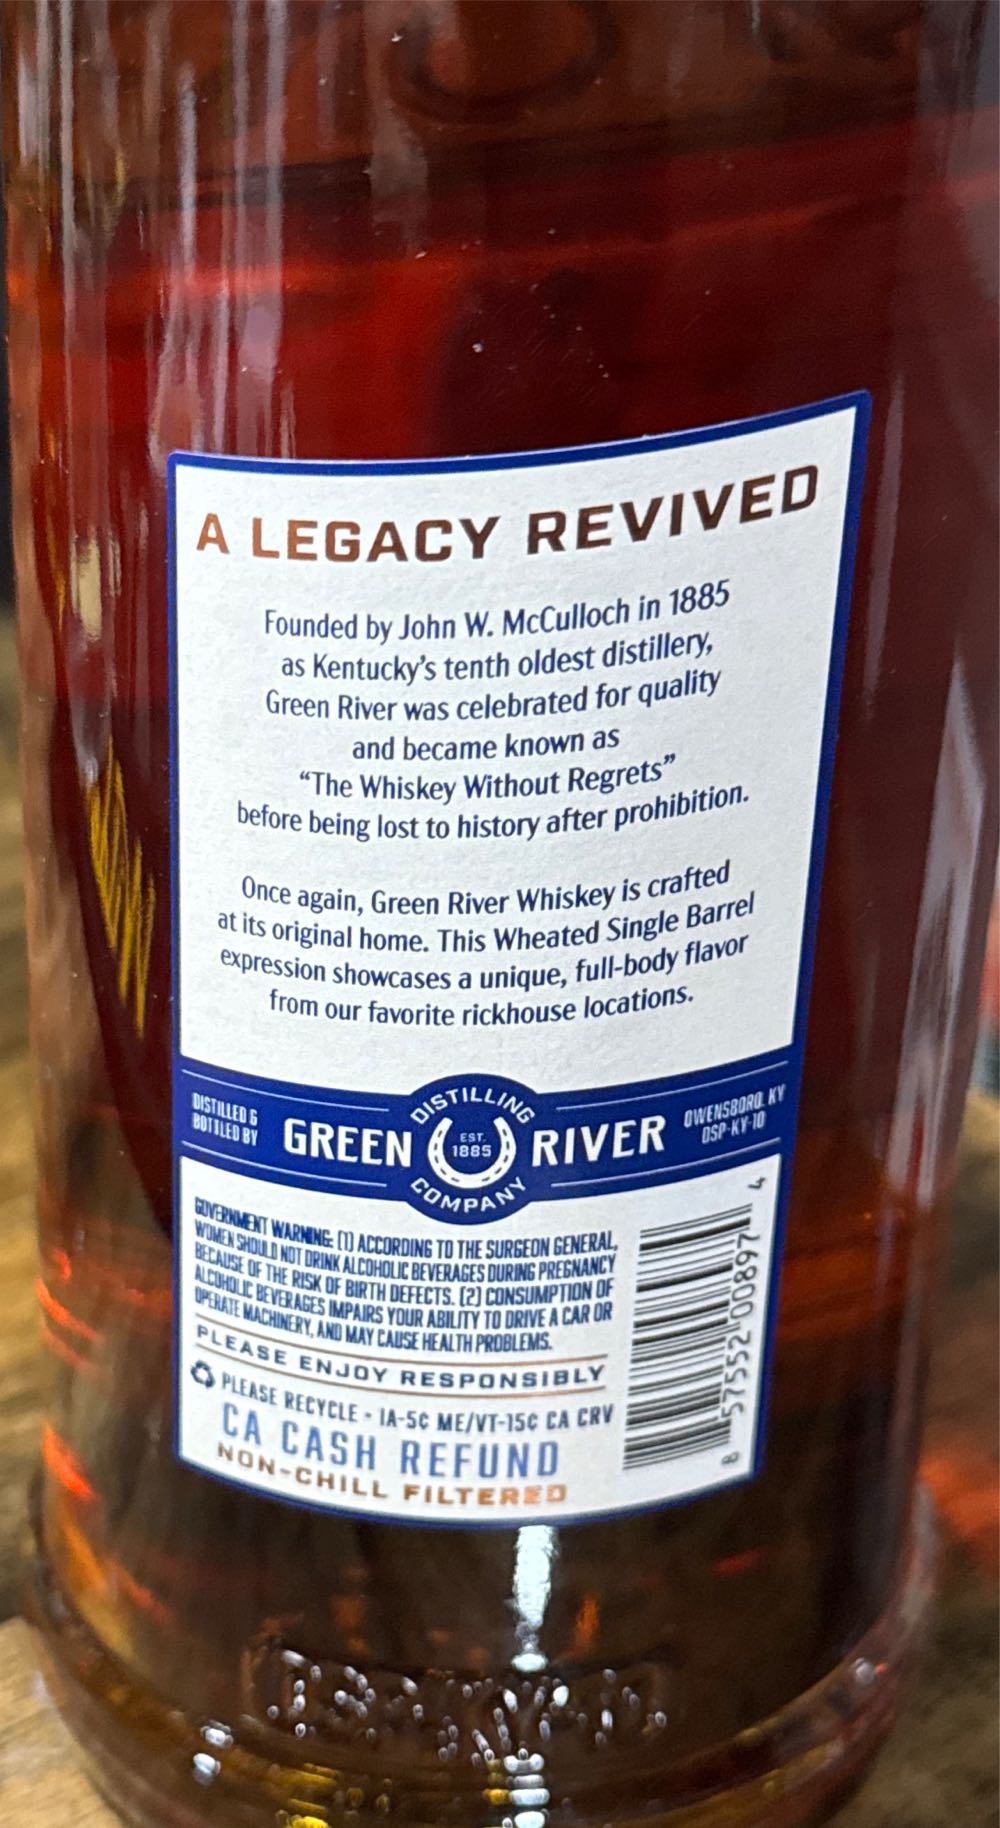 A LEGACY REVIVED
Founded by John W. McCulloch in 1885
as Kentucky's tenth oldest distillery,
Green River was celebrated for quality
and became known as
“The Whiskey Without Regrets”
before being lost to history after prohibition.
Once again, Green River Whiskey is crafted
at its original home. This Wheated Single Barrel
expression showcases a unique, full-body flavor
from our favorite rickhouse locations.
DISTILLED &
BOTTLED BY
GREEN
DISTILLING
EST.
1885
COMPANY
RIVER
OWENSBORO, KY
DSP-KY-10
GOVERNMENT WARNING: (1) ACCORDING TO THE SURGEON GENERAL,
WOMEN SHOULD NOT DRINK ALCOHOLIC BEVERAGES DURING PREGNANCY
BECAUSE OF THE RISK OF BIRTH DEFECTS. (2) CONSUMPTION OF
ALCOHOLIC BEVERAGES IMPAIRS YOUR ABILITY TO DRIVE A CAR OR
OPERATE MACHINERY, AND MAY CAUSE HEALTH PROBLEMS.
PLEASE ENJOY RESPONSIBLY
PLEASE RECYCLE • IA-5¢ ME/VT-15¢ CA CRV
CA CASH REFUND
NON-CHILL FILTERED
8 57552 00897 4